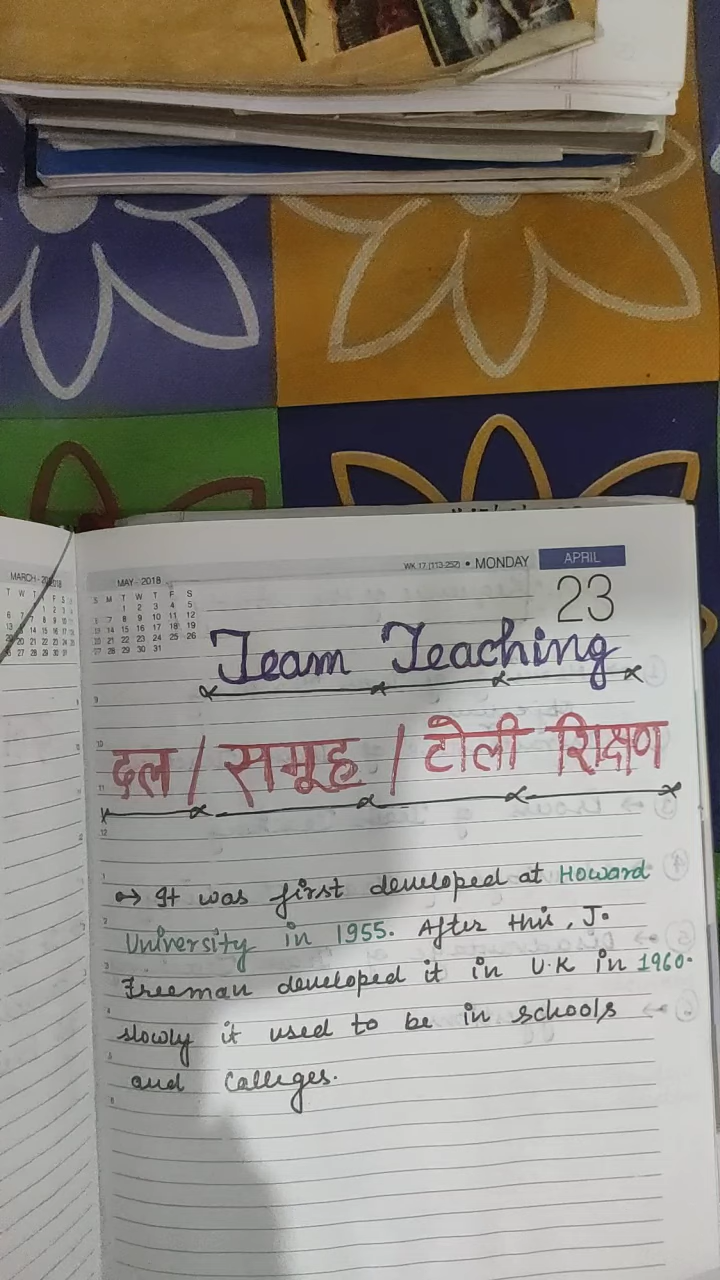 MARCH - 2018
MAY - 2018
S M T W T F S
1 2 3 4 5
6 7 8 9 10 11 12
13 14 15 16 17 18 19
20 21 22 23 24 25 26
27 28 29 30 31
WK 17 (113-252) • MONDAY
APRIL
23
Team Teaching
दल / समूह / टोली शिक्षण
It was first developed at Howard
University in 1955. After this, J.
Freeman developed it in U.K in 1960.
slowly it used to be in schools
and Colleges.